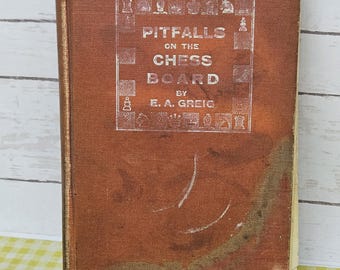 PITFALLS
ON THE
CHESS
BOARD
BY
E. A. GREIG